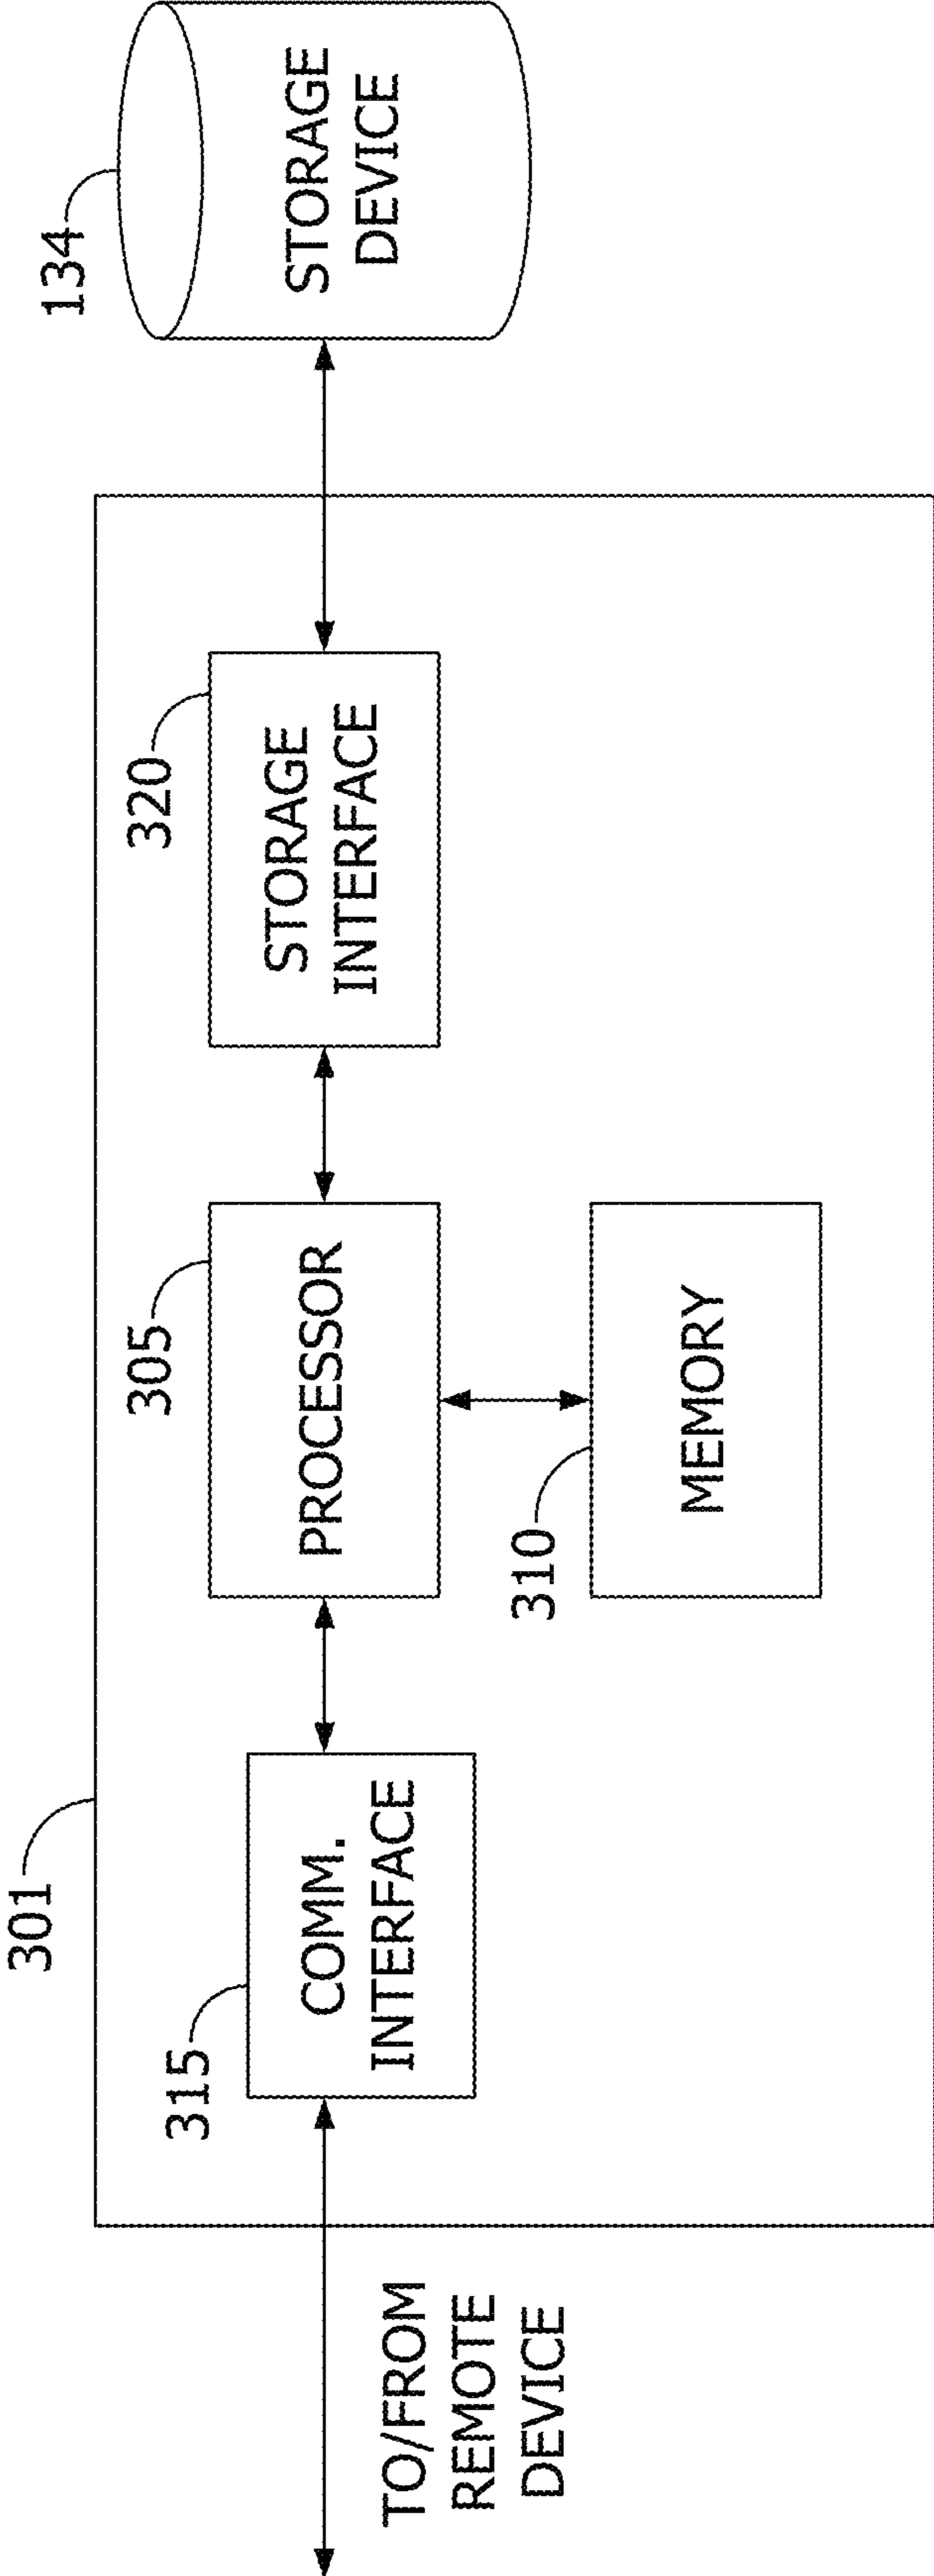 301
315
COMM.
INTERFACE
TO/FROM
REMOTE
DEVICE
305
PROCESSOR
310
MEMORY
320
STORAGE
INTERFACE
134
STORAGE
DEVICE